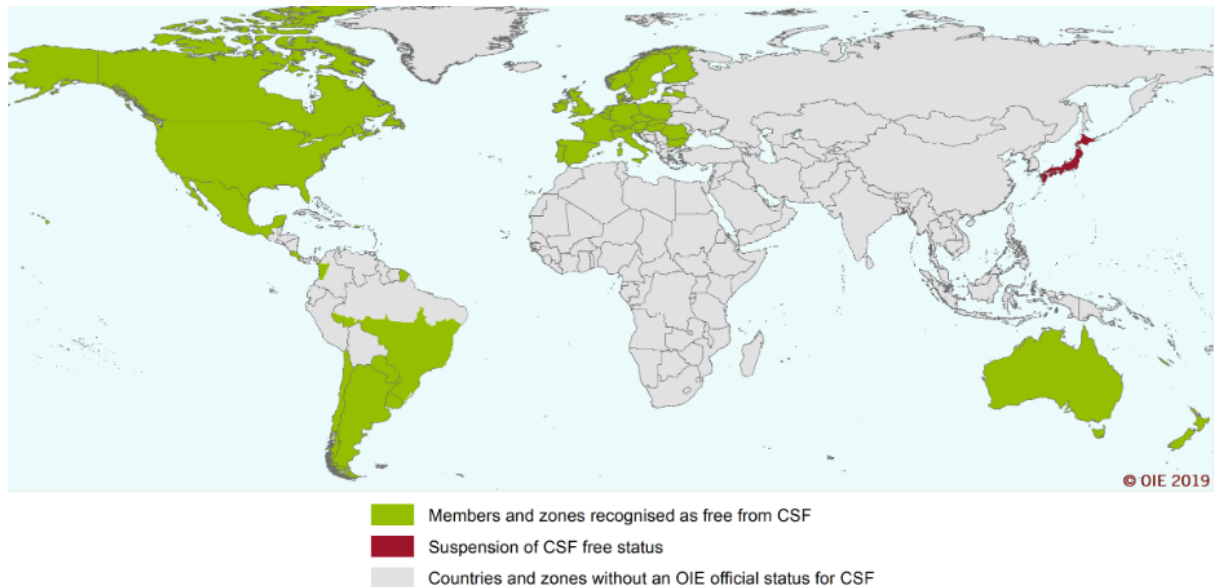 © OIE 2019
Members and zones recognised as free from CSF
Suspension of CSF free status
Countries and zones without an OIE official status for CSF